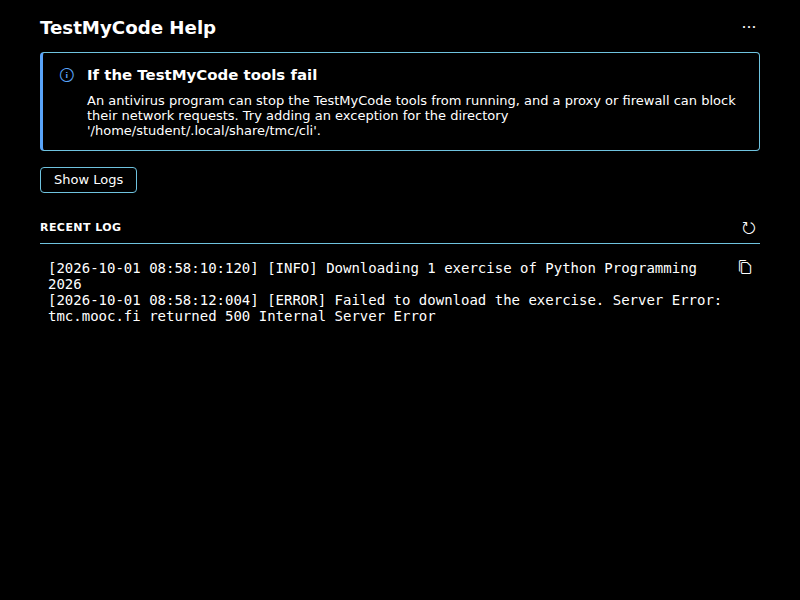 TestMyCode Help
If the TestMyCode tools fail
An antivirus program can stop the TestMyCode tools from running, and a proxy or firewall can block
their network requests. Try adding an exception for the directory
'/home/student/.local/share/tmc/cli'.
Show Logs
RECENT LOG
[2026-10-01 08:58:10:120] [INFO] Downloading 1 exercise of Python Programming
2026
[2026-10-01 08:58:12:004] [ERROR] Failed to download the exercise. Server Error:
tmc.mooc.fi returned 500 Internal Server Error